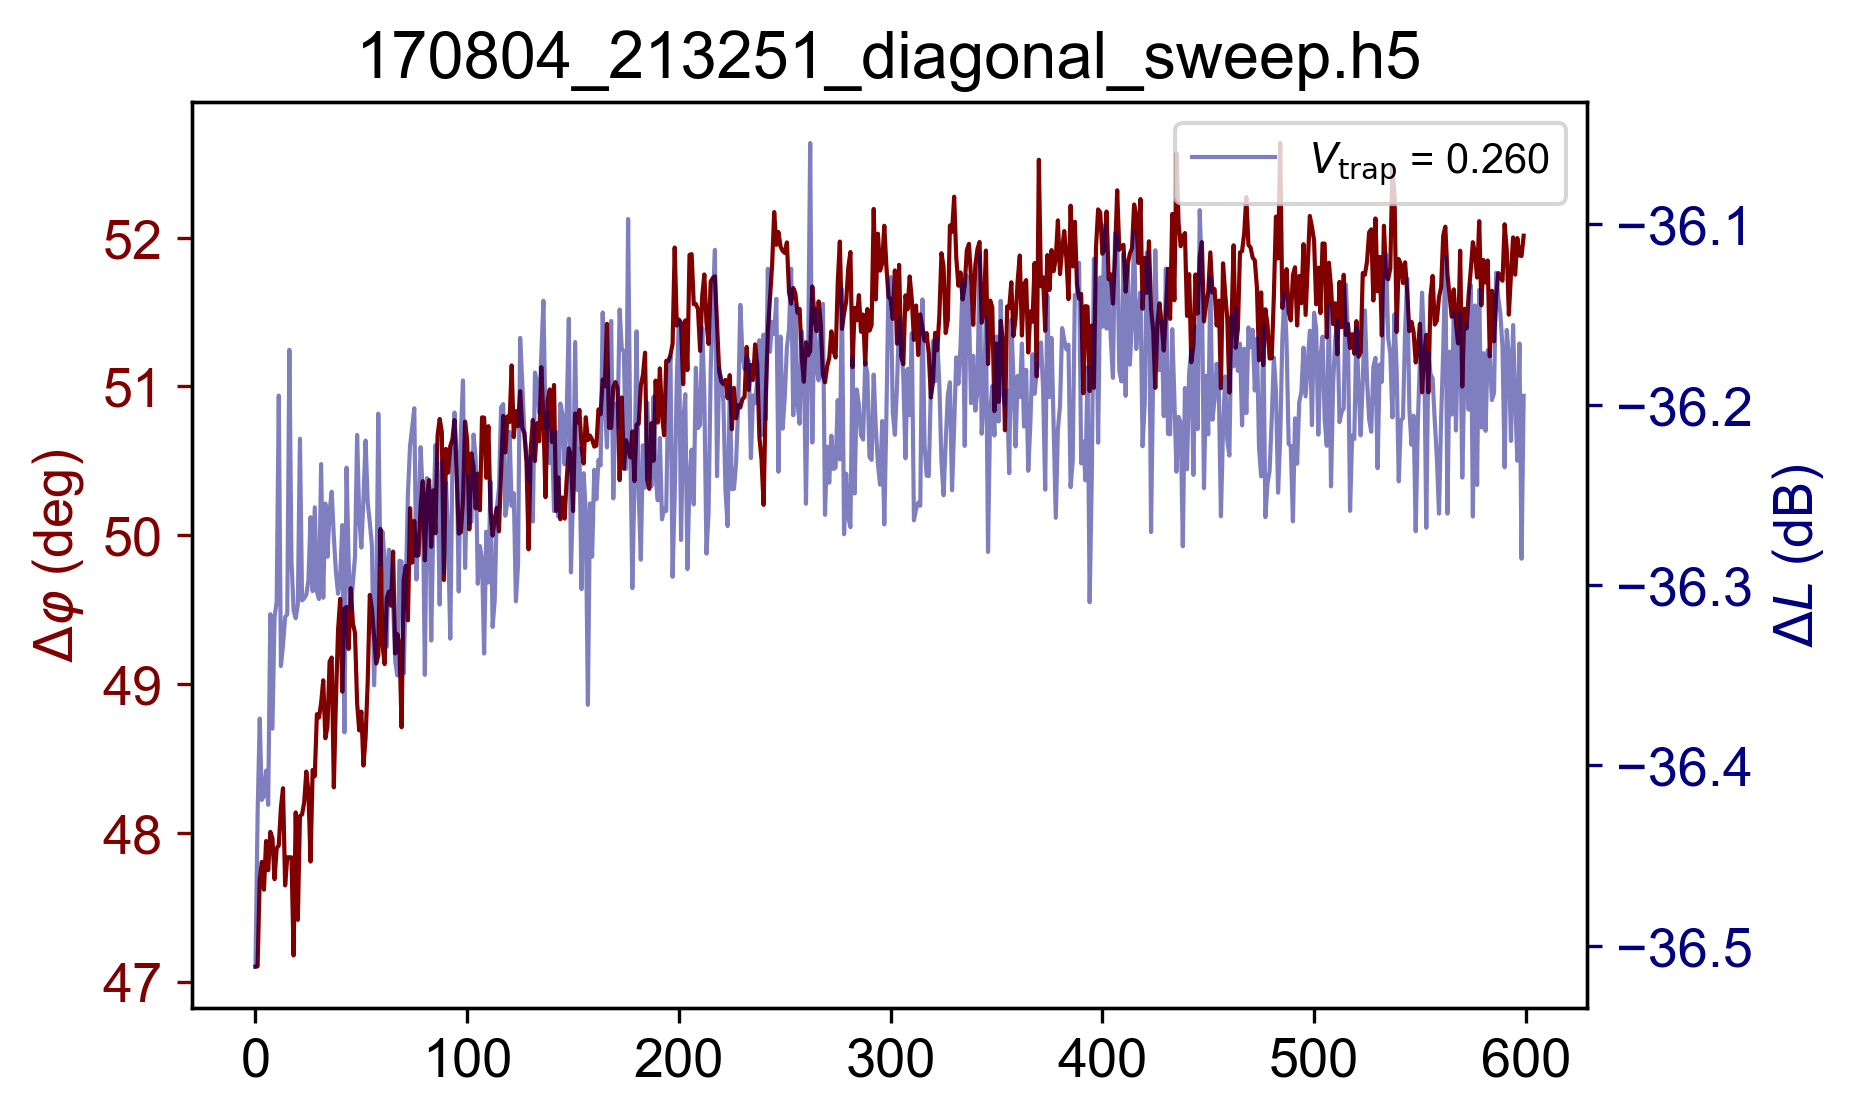 170804_213251_diagonal_sweep.h5
Vtrap = 0.260
52
51
50
49
48
47
Δφ (deg)
−36.1
−36.2
−36.3
−36.4
−36.5
ΔL (dB)
0 100 200 300 400 500 600